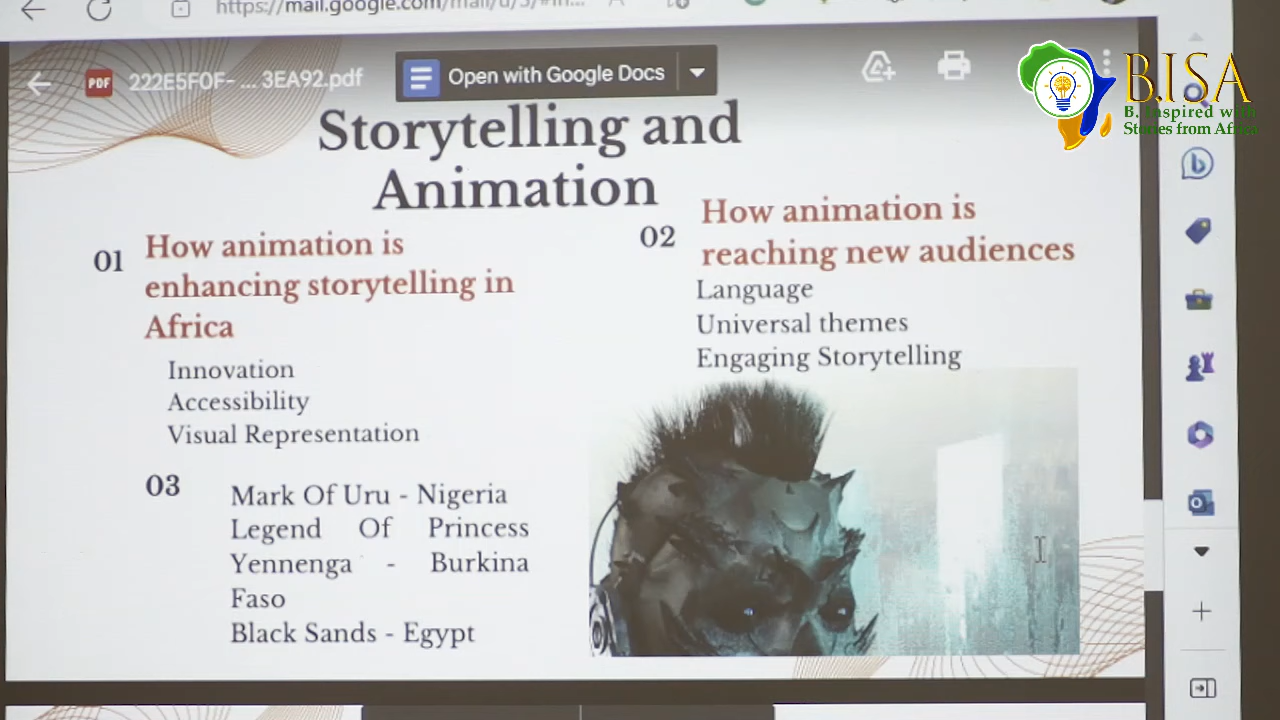 https://mail.google.com/mail/u/3/#in...
PDF 222E5F0F- ... 3EA92.pdf
Open with Google Docs
B.I.S.A
B. Inspired with
Stories from Africa
Storytelling and
Animation
01
How animation is
enhancing storytelling in
Africa
Innovation
Accessibility
Visual Representation
02
How animation is
reaching new audiences
Language
Universal themes
Engaging Storytelling
03
Mark Of Uru - Nigeria
Legend Of Princess
Yennenga - Burkina
Faso
Black Sands - Egypt